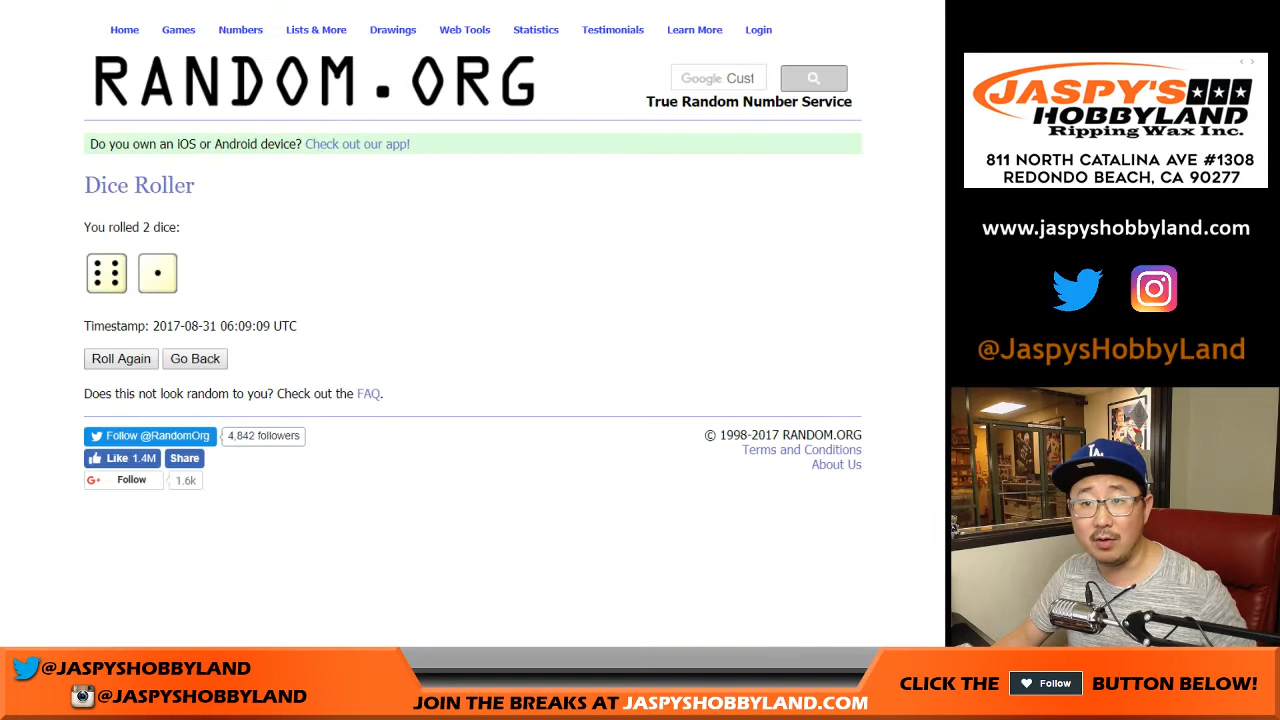 Home Games Numbers Lists & More Drawings Web Tools Statistics Testimonials Learn More Login
RANDOM.ORG
Google Cust
True Random Number Service
Do you own an iOS or Android device? Check out our app!
Dice Roller
You rolled 2 dice:
Timestamp: 2017-08-31 06:09:09 UTC
Roll Again Go Back
Does this not look random to you? Check out the FAQ.
Follow @RandomOrg 4,842 followers
Like 1.4M Share
G+ Follow 1.6k
© 1998-2017 RANDOM.ORG
Terms and Conditions
About Us
JASPY'S
HOBBYLAND
Ripping Wax Inc.
811 NORTH CATALINA AVE #1308
REDONDO BEACH, CA 90277
www.jaspyshobbyland.com
@JaspysHobbyLand
LA
@JASPYSHOBBYLAND
@JASPYSHOBBYLAND
JOIN THE BREAKS AT JASPYSHOBBYLAND.COM
CLICK THE Follow BUTTON BELOW!